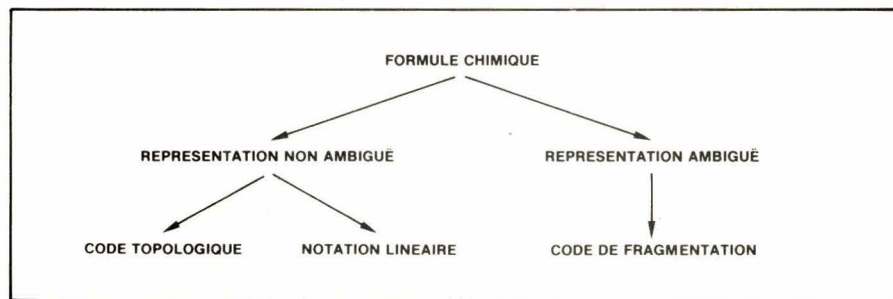 FORMULE CHIMIQUE
REPRESENTATION NON AMBIGUË REPRESENTATION AMBIGUË
CODE TOPOLOGIQUE NOTATION LINEAIRE CODE DE FRAGMENTATION